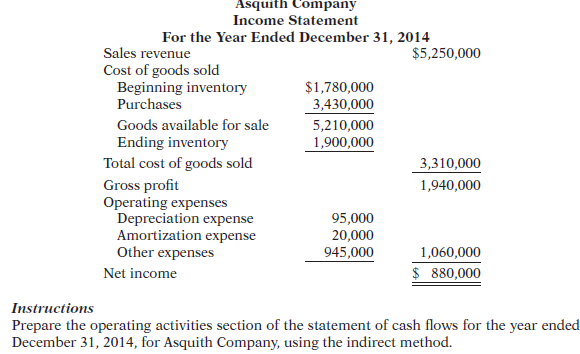 Asquith Company
Income Statement
For the Year Ended December 31, 2014
Sales revenue $5,250,000
Cost of goods sold
Beginning inventory $1,780,000
Purchases 3,430,000
Goods available for sale 5,210,000
Ending inventory 1,900,000
Total cost of goods sold 3,310,000
Gross profit 1,940,000
Operating expenses
Depreciation expense 95,000
Amortization expense 20,000
Other expenses 945,000 1,060,000
Net income $ 880,000
Instructions
Prepare the operating activities section of the statement of cash flows for the year ended
December 31, 2014, for Asquith Company, using the indirect method.